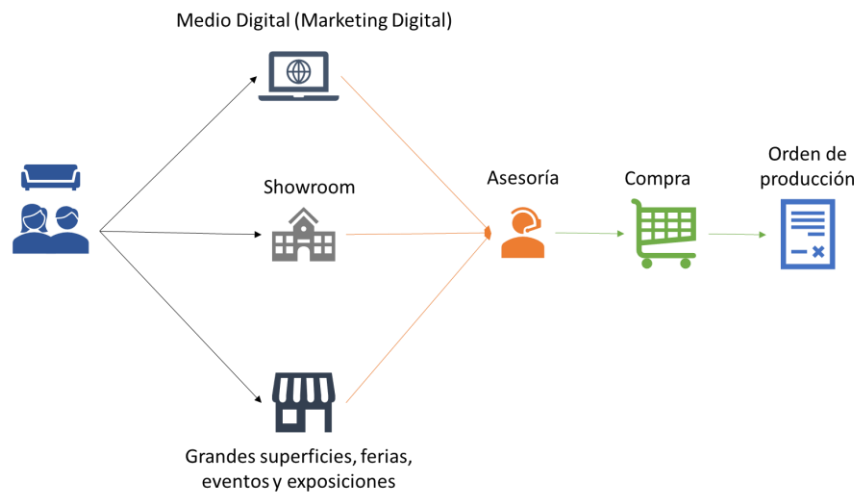 Medio Digital (Marketing Digital)
Showroom
Grandes superficies, ferias,
eventos y exposiciones
Asesoría
Compra
Orden de
producción